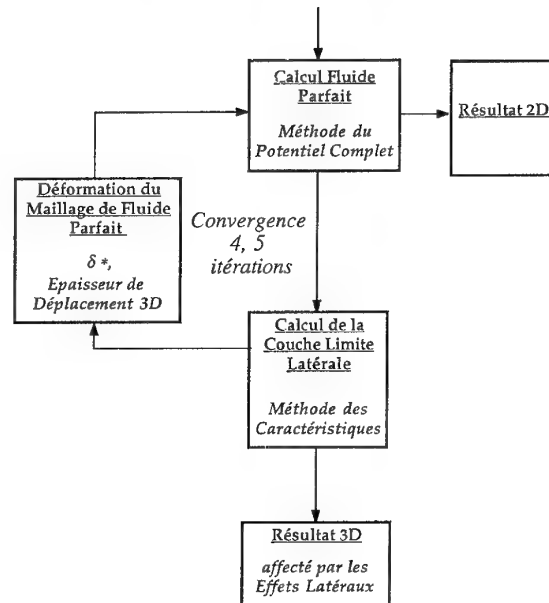 Calcul Fluide
Parfait
Méthode du
Potentiel Complet
Résultat 2D
Déformation du
Maillage de Fluide
Parfait
δ *,
Epaisseur de
Déplacement 3D
Convergence
4, 5
itérations
Calcul de la
Couche Limite
Latérale
Méthode des
Caractéristiques
Résultat 3D
affecté par les
Effets Latéraux